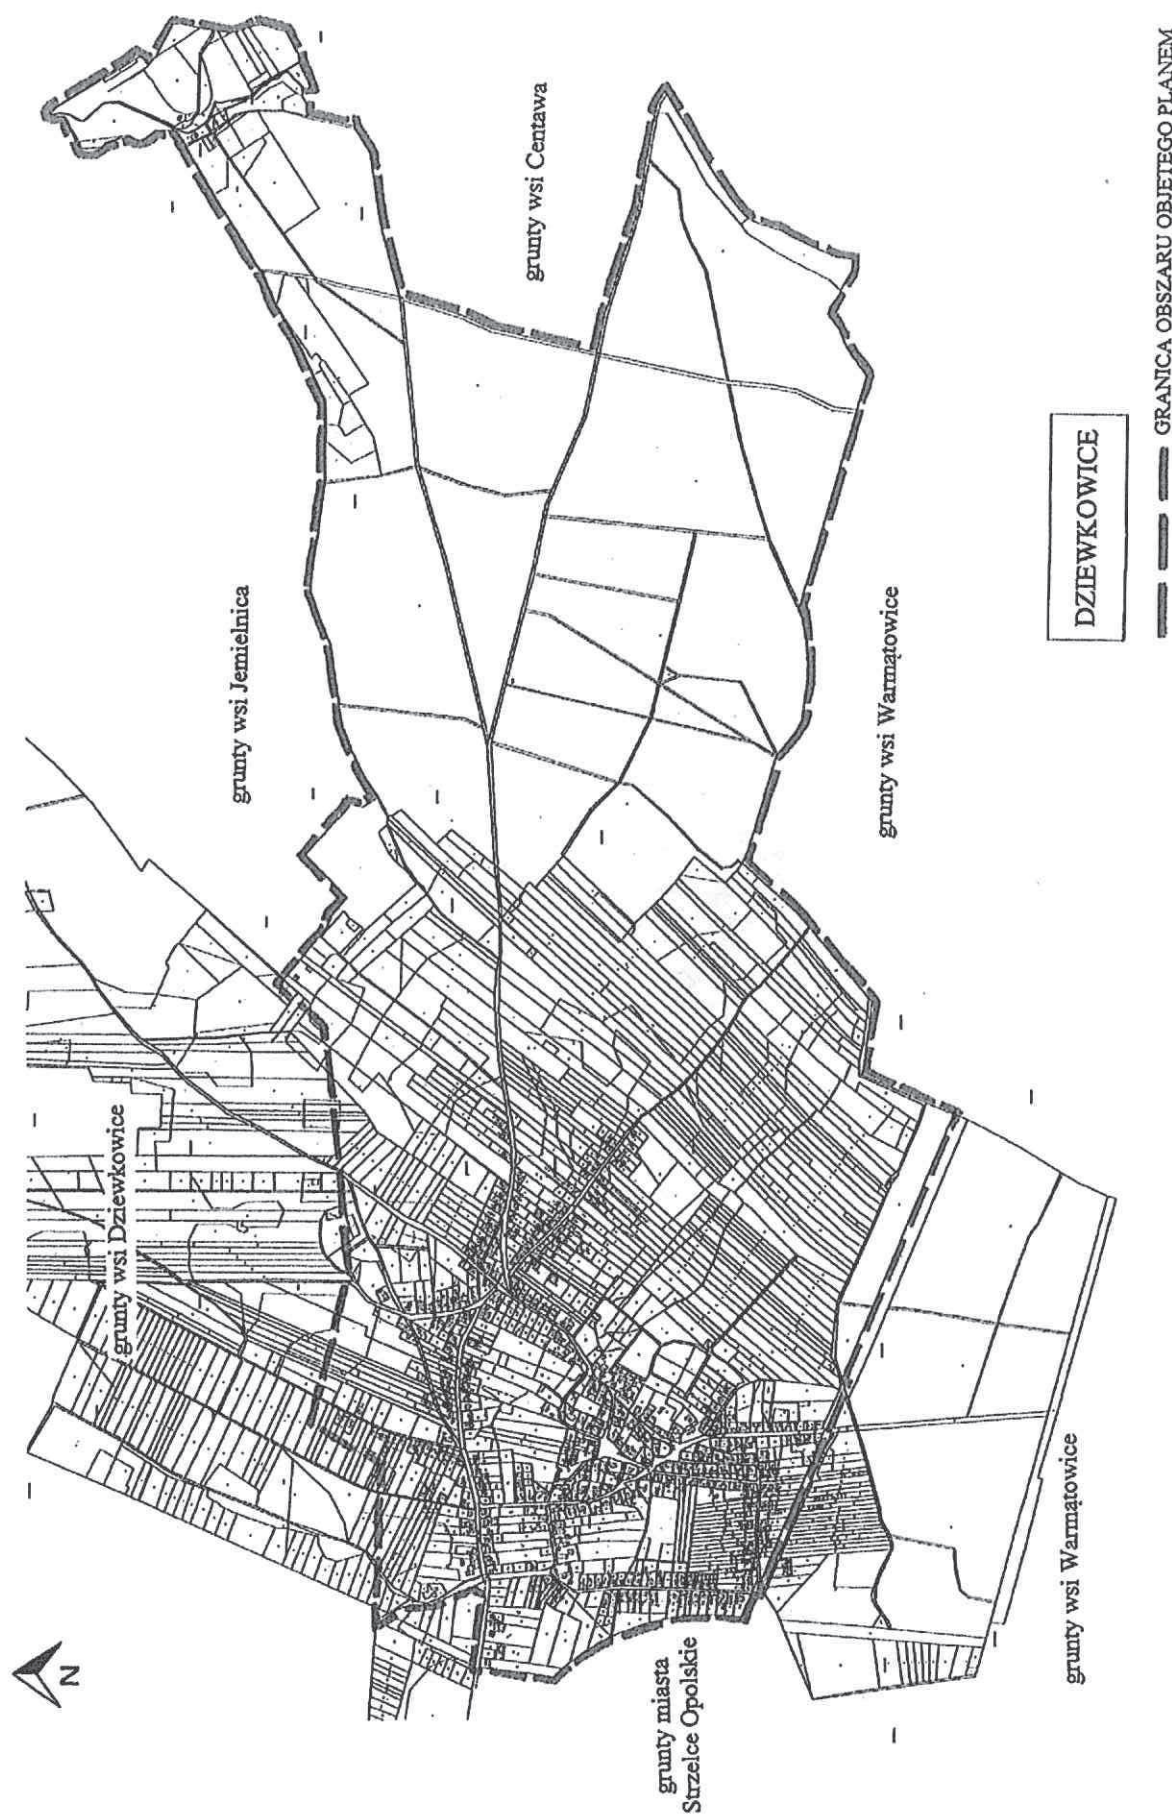 grunty wsi Centawa
grunty wsi Jemielnica
grunty wsi Dziewkowice
grunty wsi Warmątowice
grunty miasta
Strzelce Opolskie
grunty wsi Warmątowice
N
DZIEWKOWICE
GRANICA OBSZARU OBJETEGO PLANEM